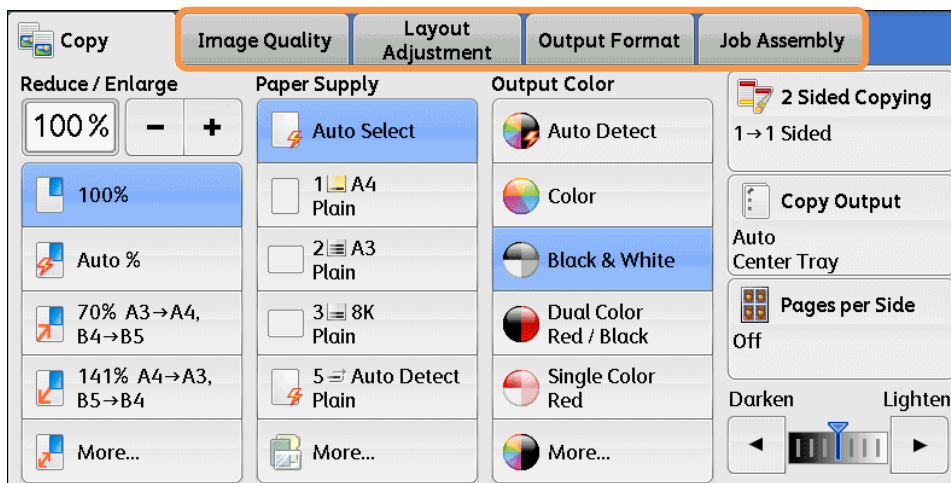 Copy
Image Quality
Layout
Adjustment
Output Format
Job Assembly
Reduce / Enlarge
100%
−
+
100%
Auto %
70% A3→A4,
B4→B5
141% A4→A3,
B5→B4
More...
Paper Supply
Auto Select
1 A4
Plain
2 A3
Plain
3 8K
Plain
5 Auto Detect
Plain
More...
Output Color
Auto Detect
Color
Black & White
Dual Color
Red / Black
Single Color
Red
More...
2 Sided Copying
1→1 Sided
Copy Output
Auto
Center Tray
Pages per Side
Off
Darken Lighten